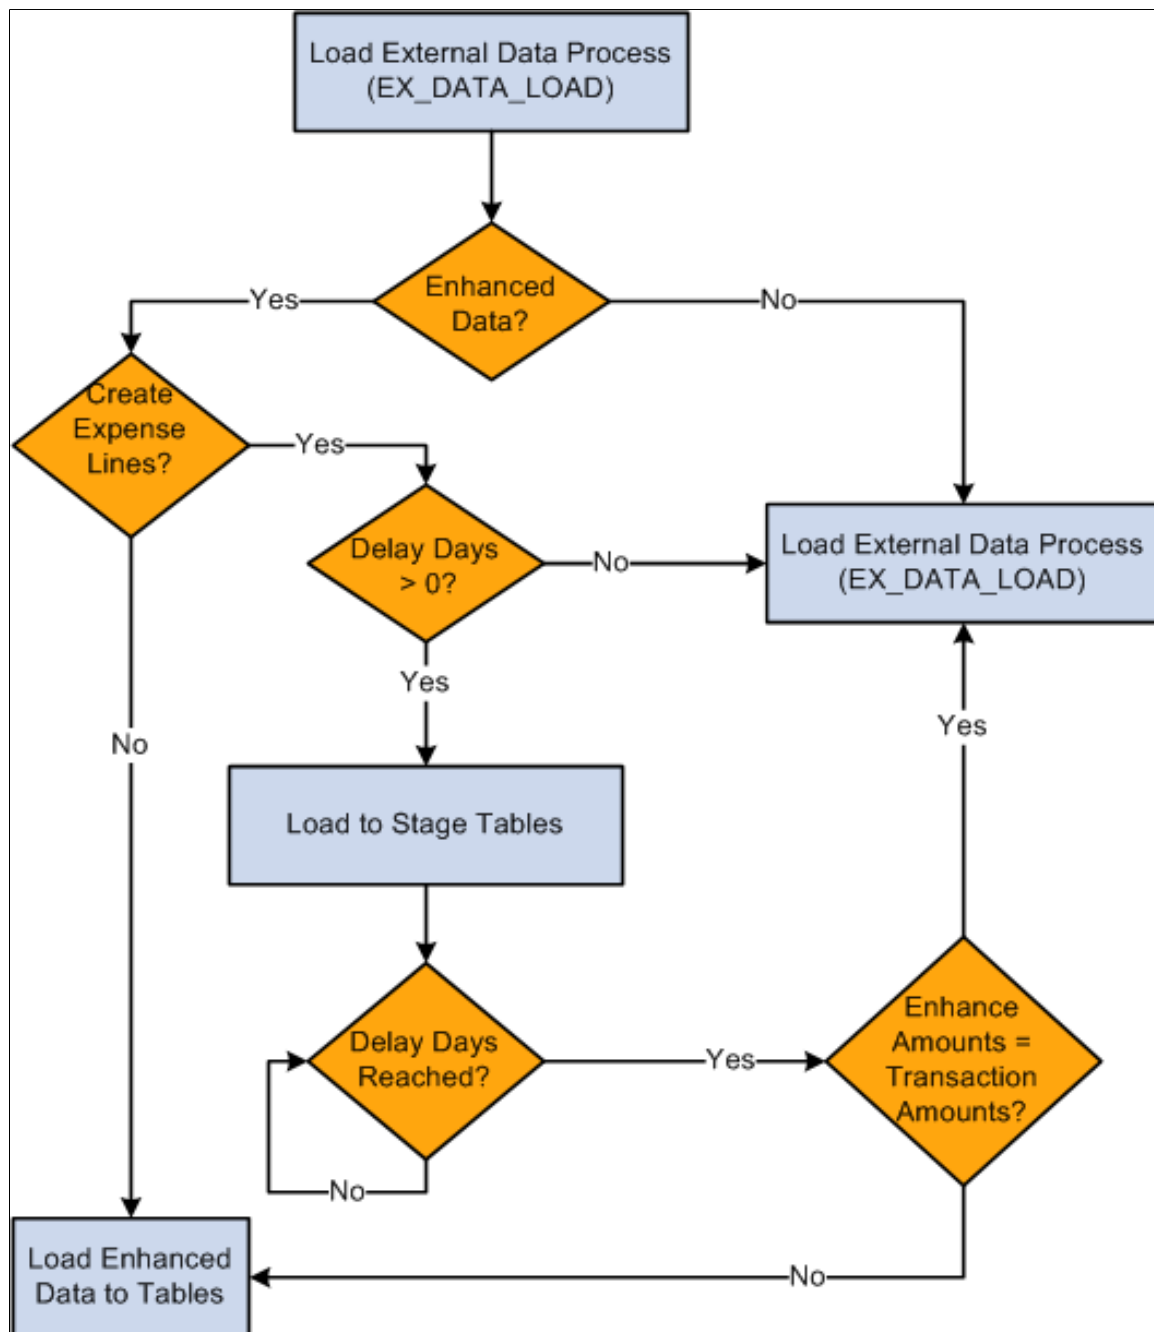 Load External Data Process
(EX_DATA_LOAD)
Enhanced
Data?
Yes
No
Create
Expense
Lines?
Yes
Delay Days
> 0?
No
Load External Data Process
(EX_DATA_LOAD)
Yes
No
Yes
Load to Stage Tables
Delay Days
Reached?
Yes
Enhance
Amounts =
Transaction
Amounts?
No
Load Enhanced
Data to Tables
No